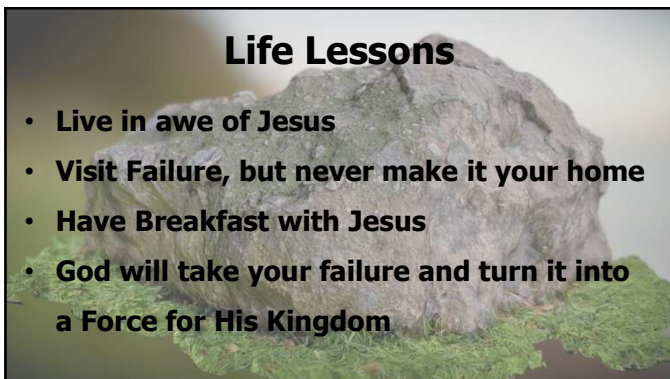 Life Lessons
• Live in awe of Jesus
• Visit Failure, but never make it your home
• Have Breakfast with Jesus
• God will take your failure and turn it into
a Force for His Kingdom